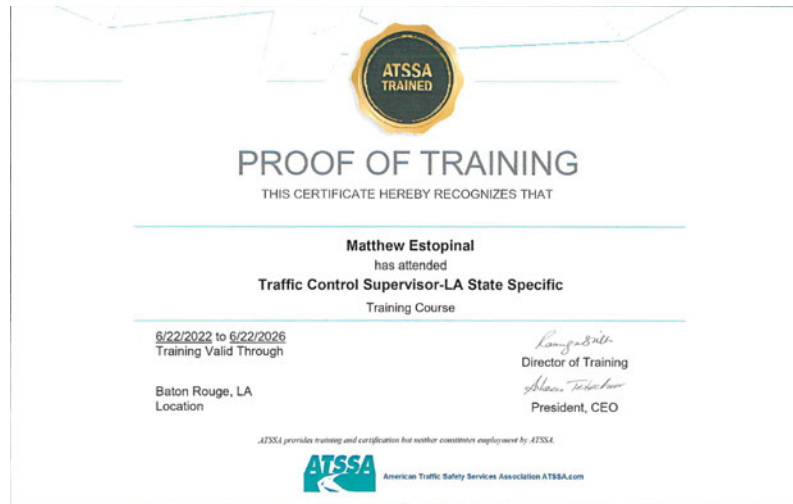 ATSSA
TRAINED
PROOF OF TRAINING
THIS CERTIFICATE HEREBY RECOGNIZES THAT
Matthew Estopinal
has attended
Traffic Control Supervisor-LA State Specific
Training Course
6/22/2022 to 6/22/2026
Training Valid Through
Director of Training
Baton Rouge, LA
Location
President, CEO
ATSSA provides training and certification but neither constitutes employment by ATSSA.
ATSSA
American Traffic Safety Services Association ATSSA.com